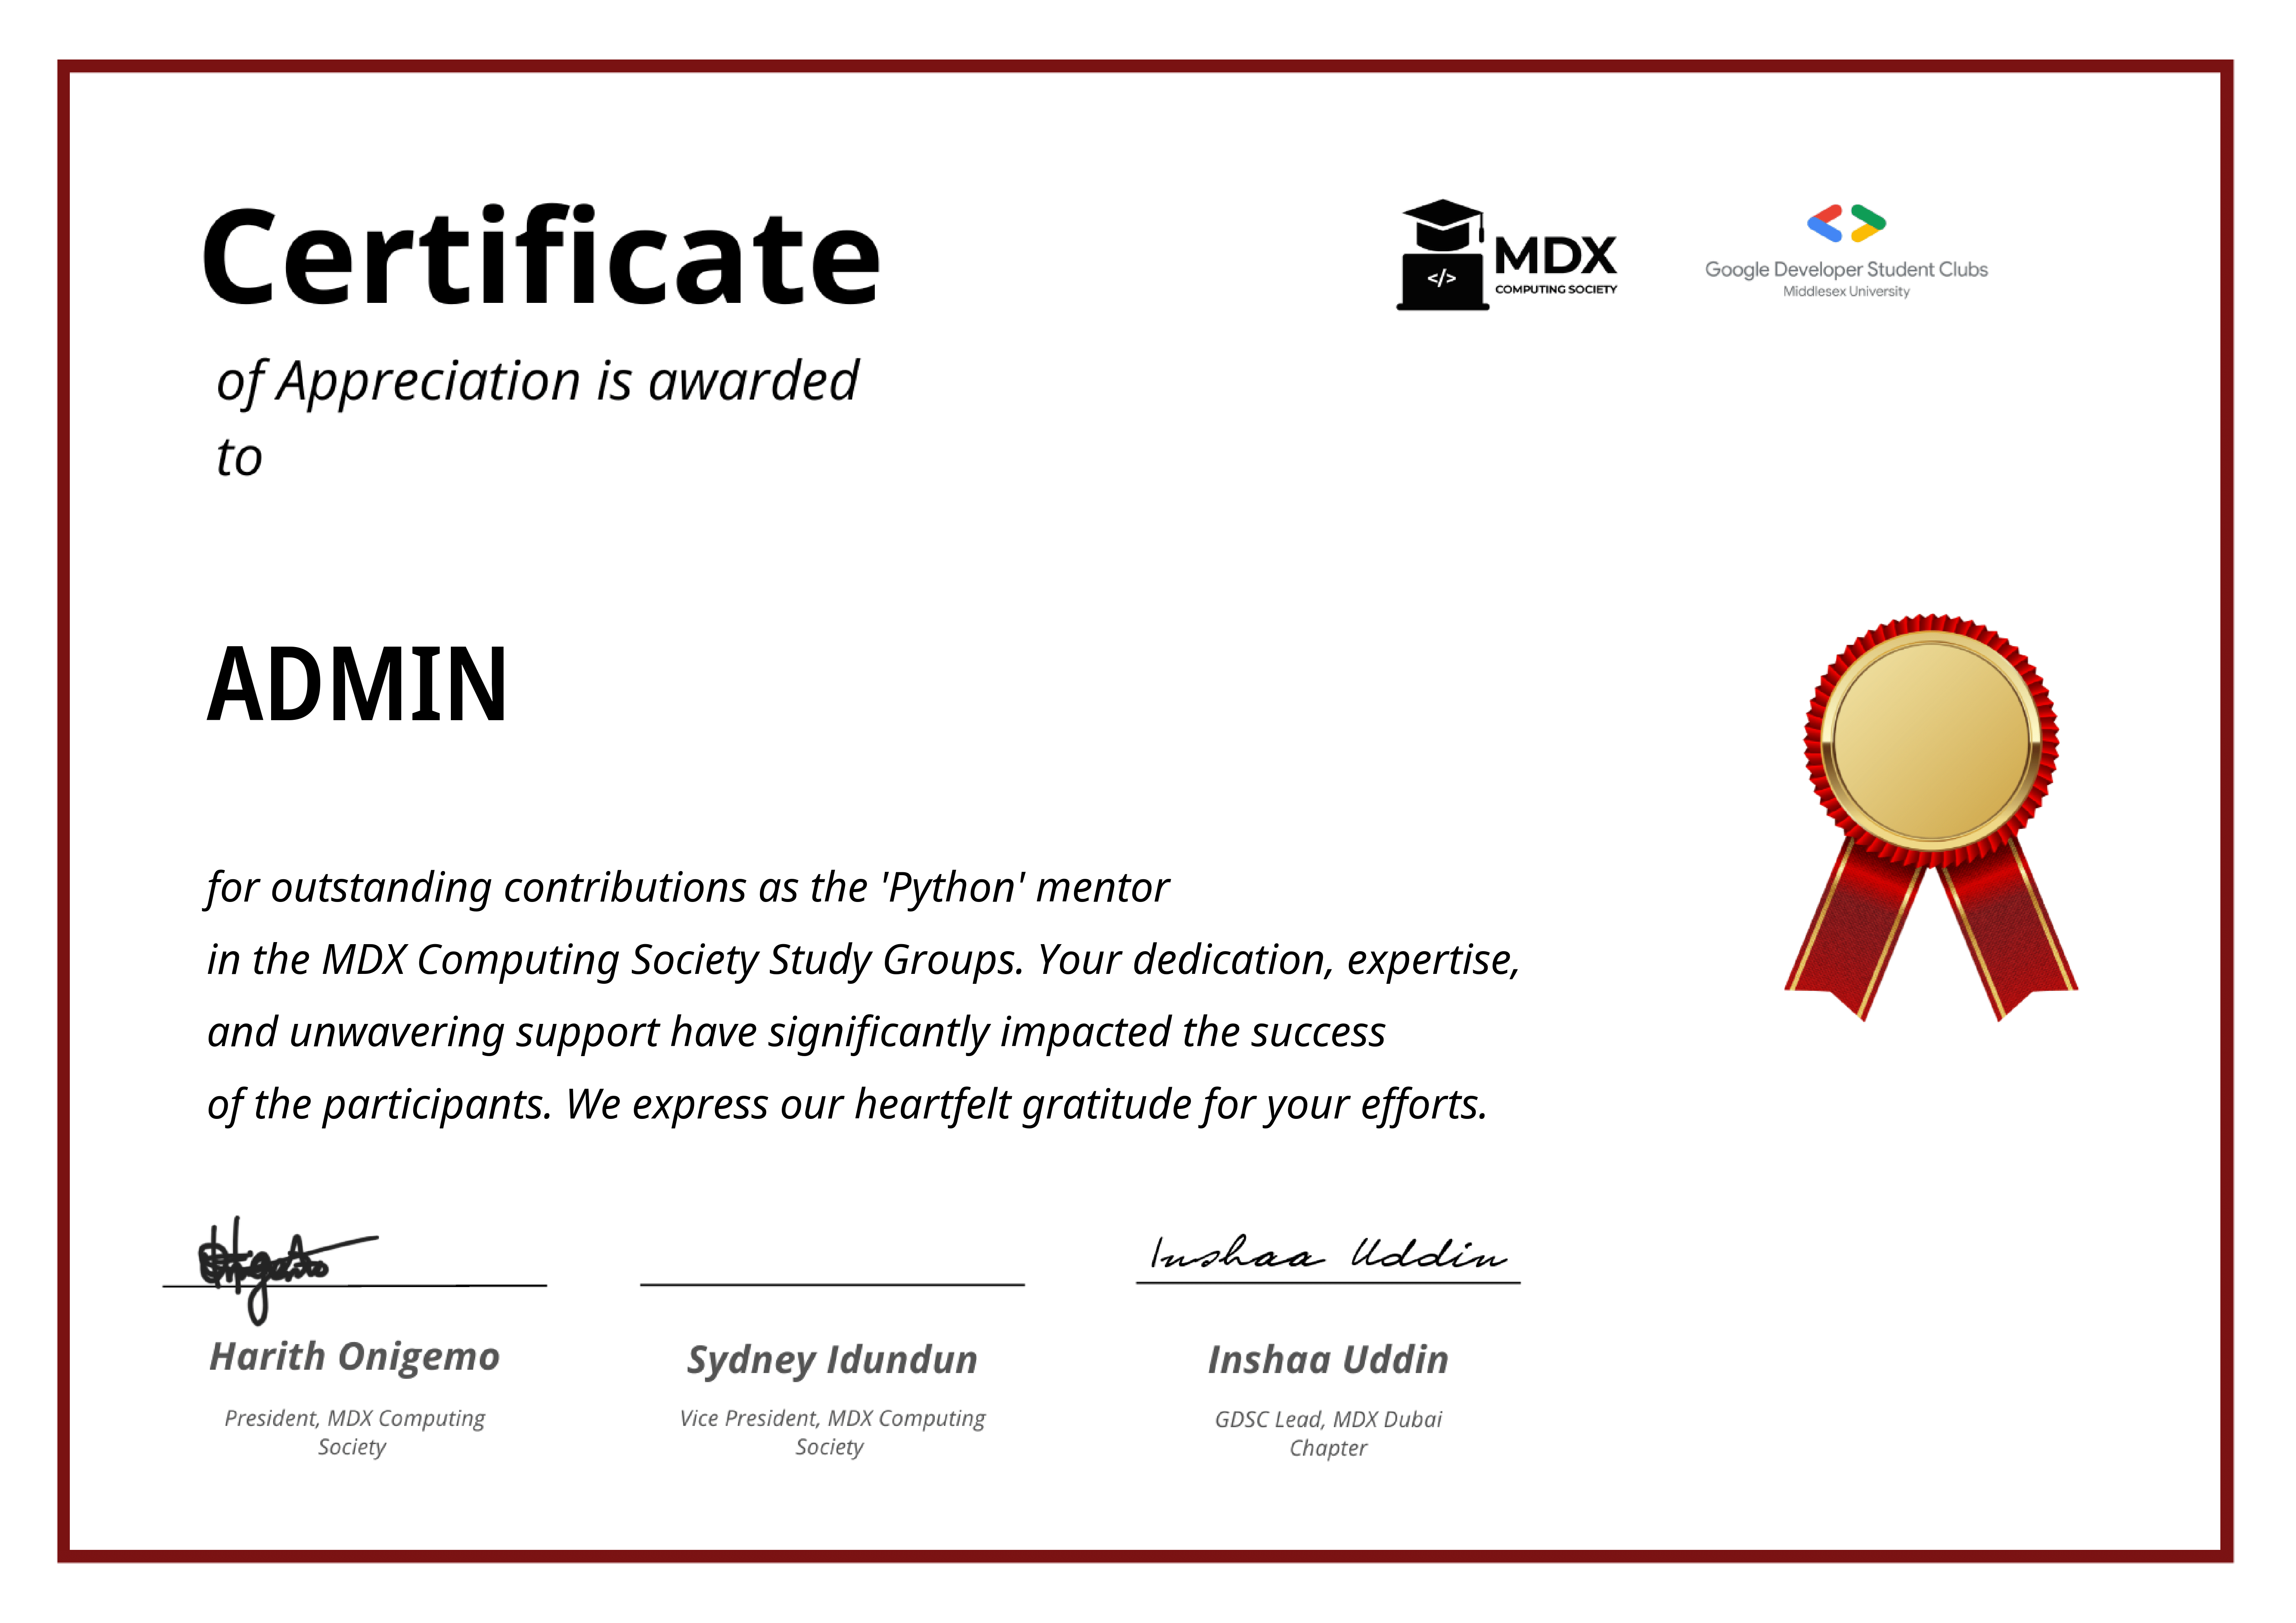 Certificate
MDX
</>
COMPUTING SOCIETY
Google Developer Student Clubs
Middlesex University
of Appreciation is awarded
to
ADMIN
for outstanding contributions as the 'Python' mentor
in the MDX Computing Society Study Groups. Your dedication, expertise,
and unwavering support have significantly impacted the success
of the participants. We express our heartfelt gratitude for your efforts.
Inshaa Uddin
Harith Onigemo
President, MDX Computing
Society
Sydney Idundun
Vice President, MDX Computing
Society
Inshaa Uddin
GDSC Lead, MDX Dubai
Chapter